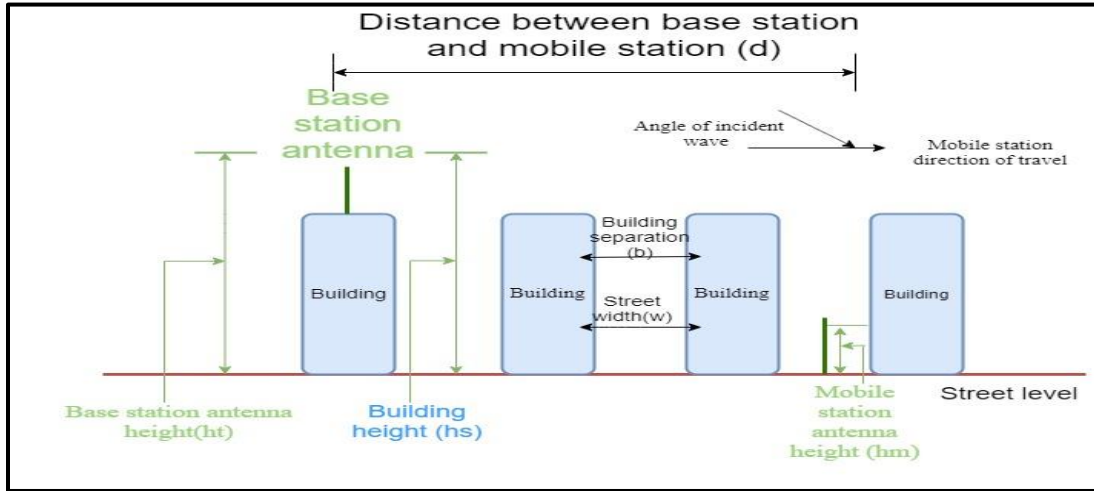 Distance between base station
and mobile station (d)
Base
station
antenna
Angle of incident
wave
Mobile station
direction of travel
Building
separation
(b)
Building
Building
Building
Building
Street
width(w)
Street level
Base station antenna
height(ht)
Building
height (hs)
Mobile
station
antenna
height (hm)